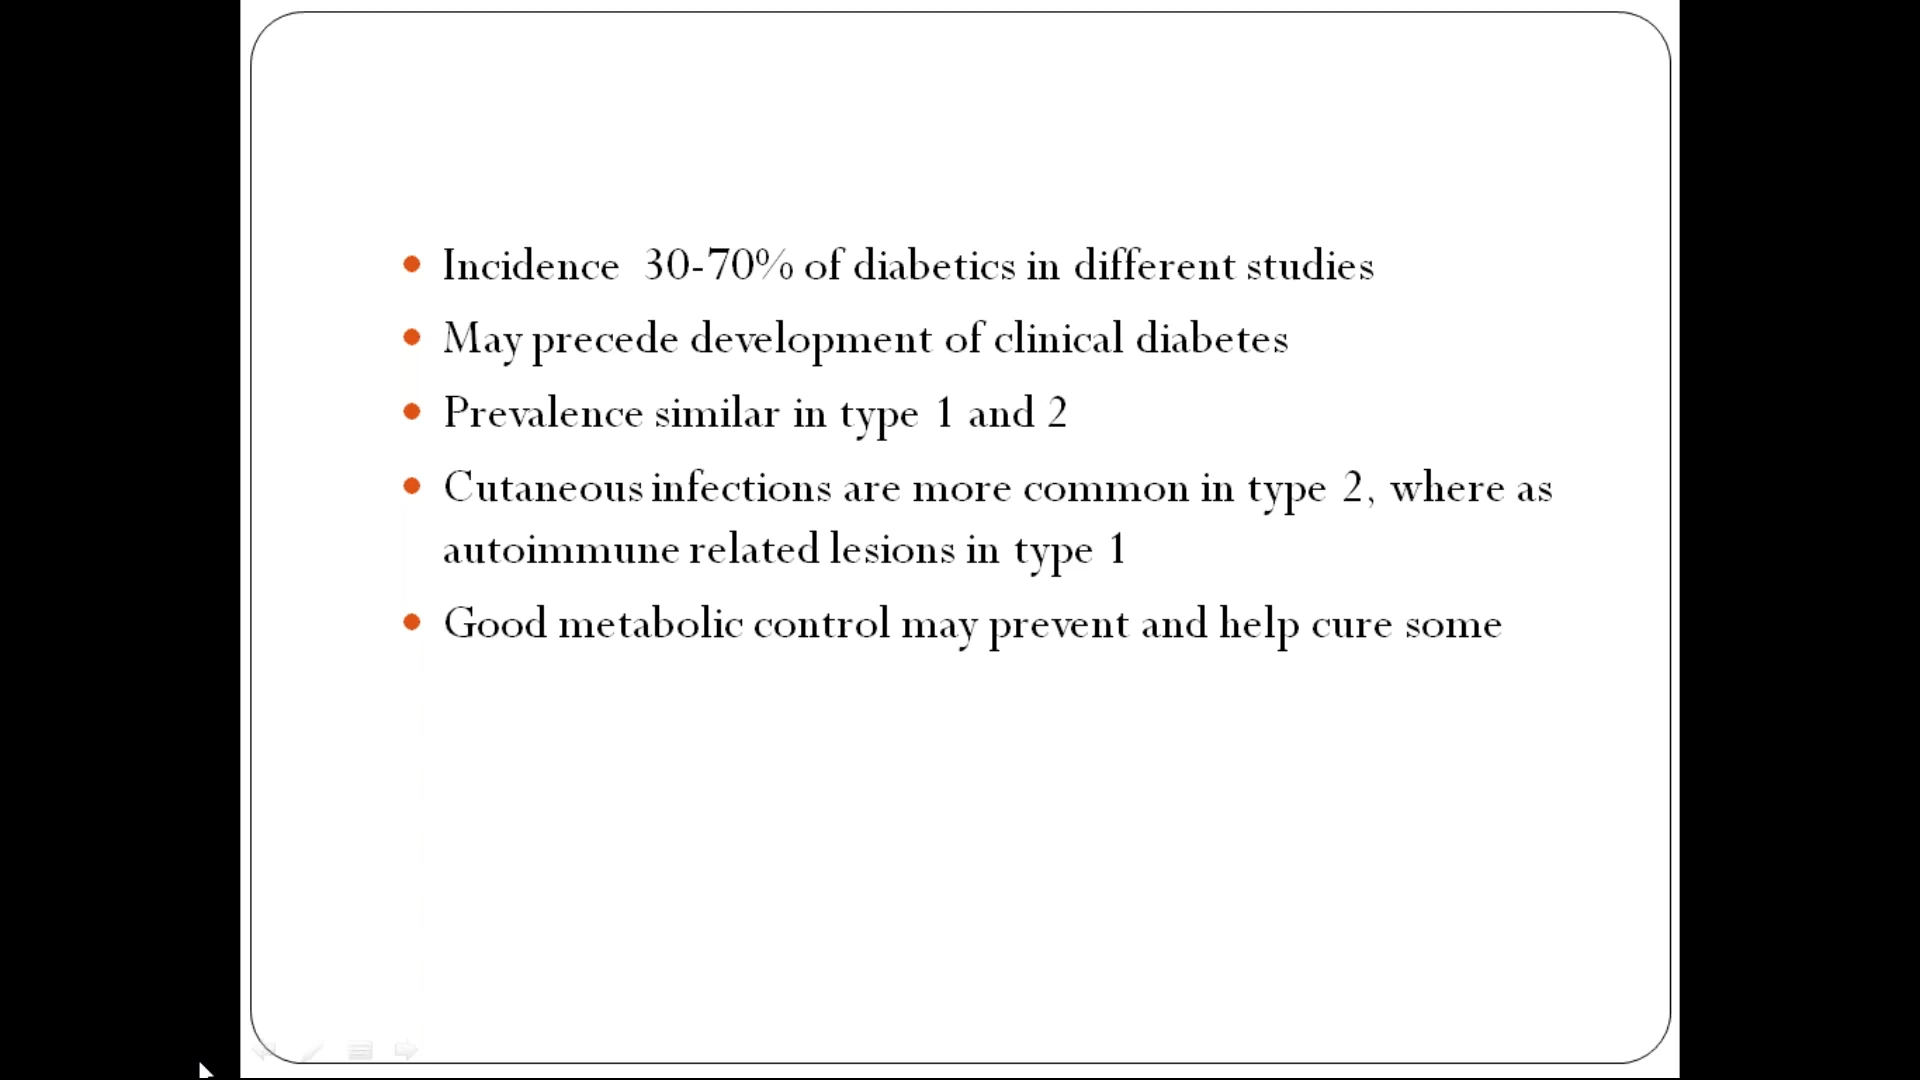 Incidence 30-70% of diabetics in different studies
May precede development of clinical diabetes
Prevalence similar in type 1 and 2
Cutaneous infections are more common in type 2, where as
autoimmune related lesions in type 1
Good metabolic control may prevent and help cure some